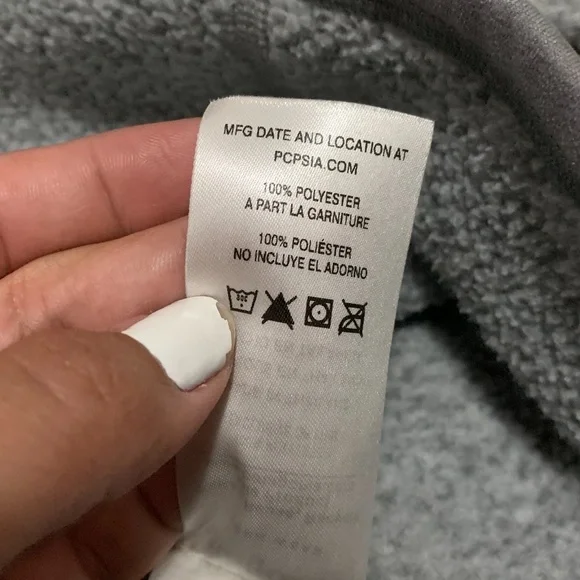 MFG DATE AND LOCATION AT
PCPSIA.COM
100% POLYESTER
A PART LA GARNITURE
100% POLIÉSTER
NO INCLUYE EL ADORNO